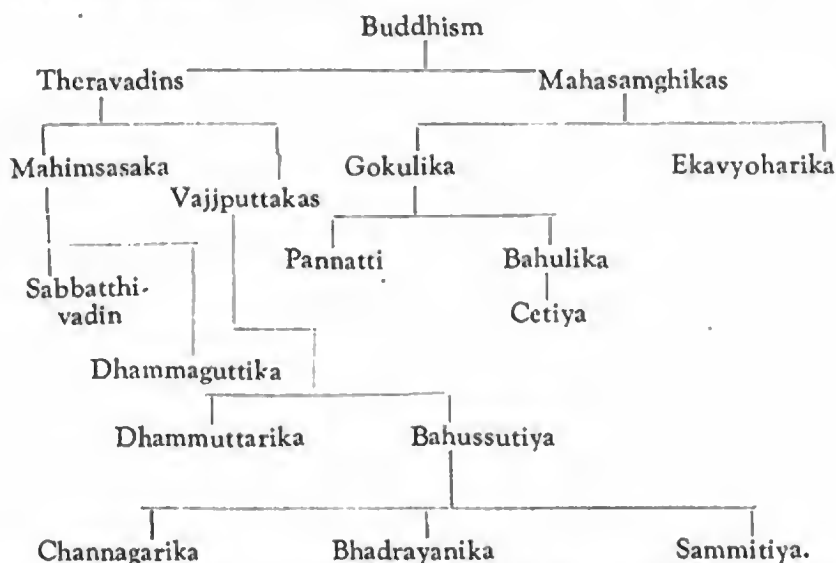 Buddhism
Theravadins Mahasamghikas
Mahimsasaka Gokulika Ekavyoharika
Vajjputtakas
Pannatti Bahulika
Sabbatthi-
vadin
Cetiya
Dhammaguttika
Dhammuttarika Bahussutiya
Channagarika Bhadrayanika Sammitiya.